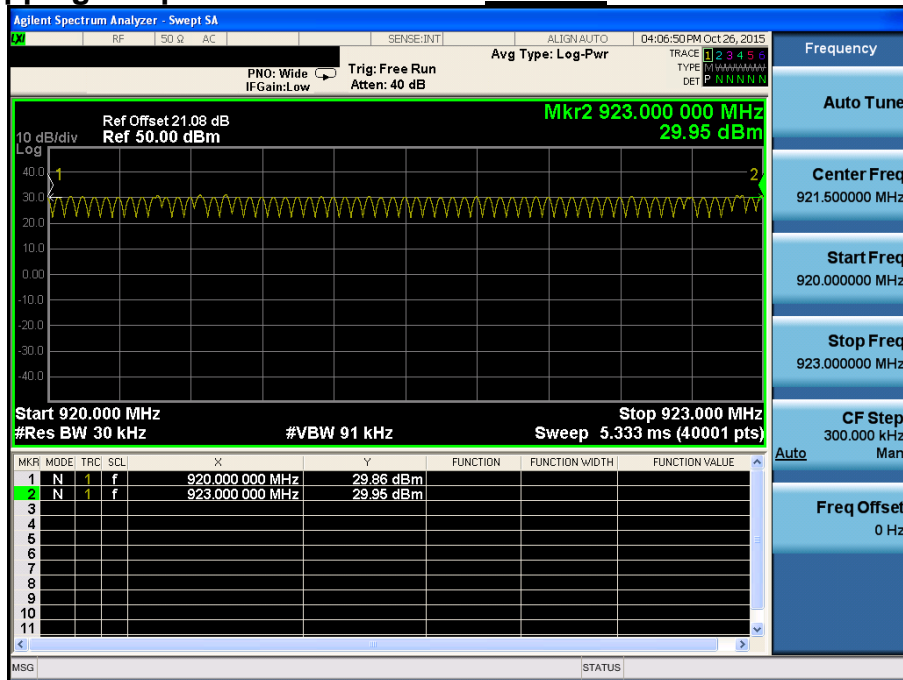 Agilent Spectrum Analyzer - Swept SA
LXI RF 50 Ω AC SENSE:INT ALIGN AUTO 04:06:50 PM Oct 26, 2015
Avg Type: Log-Pwr
TRACE 1 2 3 4 5 6
TYPE M
DET P N N N N N
PNO: Wide
IFGain:Low
Trig: Free Run
Atten: 40 dB
Mkr2 923.000 000 MHz
29.95 dBm
Ref Offset 21.08 dB
Ref 50.00 dBm
10 dB/div
Log
40.0
30.0
20.0
10.0
0.00
-10.0
-20.0
-30.0
-40.0
1
2
Start 920.000 MHz Stop 923.000 MHz
#Res BW 30 kHz #VBW 91 kHz Sweep 5.333 ms (40001 pts)
MKR MODE TRC SCL X Y FUNCTION FUNCTION WIDTH FUNCTION VALUE
1 N 1 f 920.000 000 MHz 29.86 dBm
2 N 1 f 923.000 000 MHz 29.95 dBm
3
4
5
6
7
8
9
10
11
MSG STATUS
Frequency
Auto Tune
Center Freq
921.500000 MHz
Start Freq
920.000000 MHz
Stop Freq
923.000000 MHz
CF Step
300.000 kHz
Auto Man
Freq Offset
0 Hz